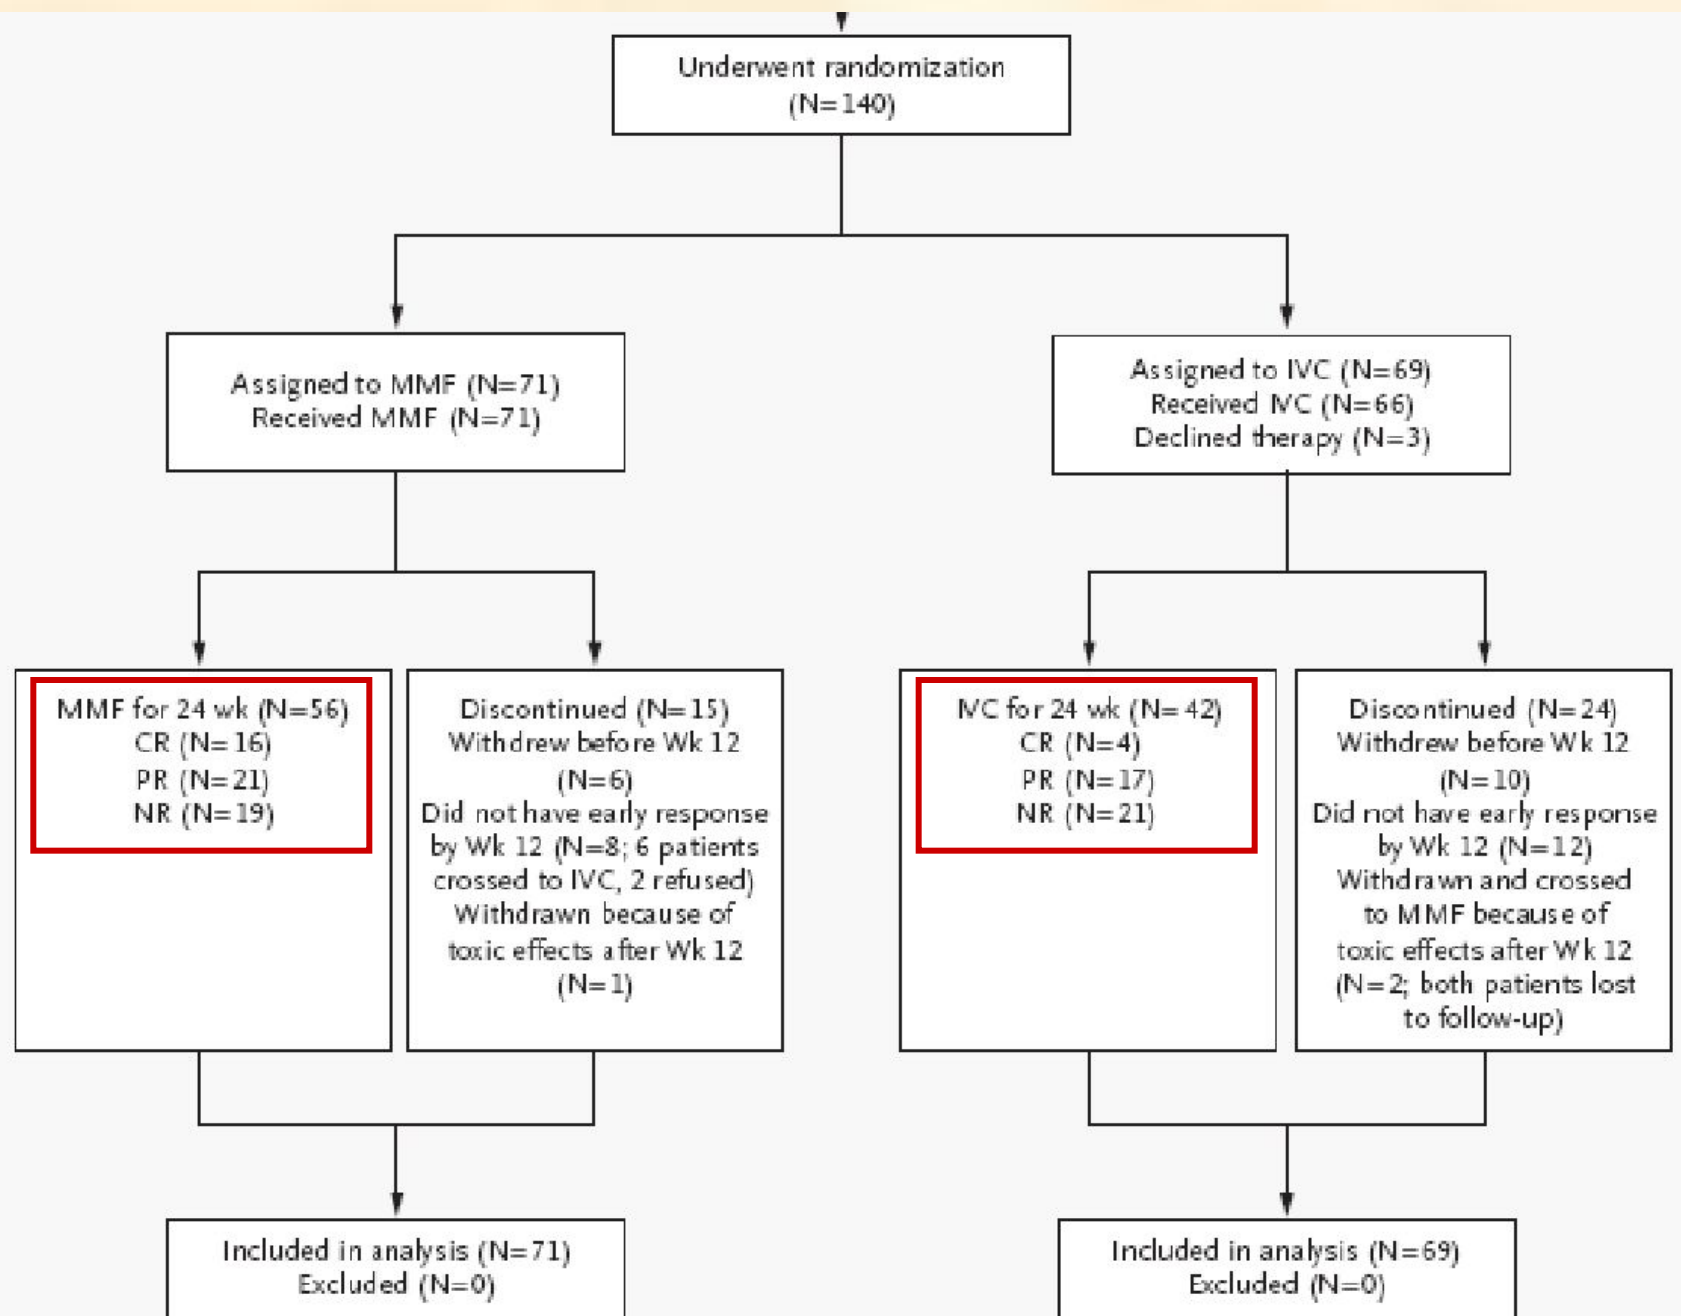 Underwent randomization
(N=140)
Assigned to MMF (N=71)
Received MMF (N=71)
Assigned to IVC (N=69)
Received IVC (N=66)
Declined therapy (N=3)
MMF for 24 wk (N=56)
CR (N=16)
PR (N=21)
NR (N=19)
Discontinued (N=15)
Withdrew before Wk 12
(N=6)
Did not have early response
by Wk 12 (N=8; 6 patients
crossed to IVC, 2 refused)
Withdrawn because of
toxic effects after Wk 12
(N=1)
IVC for 24 wk (N=42)
CR (N=4)
PR (N=17)
NR (N=21)
Discontinued (N=24)
Withdrew before Wk 12
(N=10)
Did not have early response
by Wk 12 (N=12)
Withdrawn and crossed
to MMF because of
toxic effects after Wk 12
(N=2; both patients lost
to follow-up)
Included in analysis (N=71)
Excluded (N=0)
Included in analysis (N=69)
Excluded (N=0)